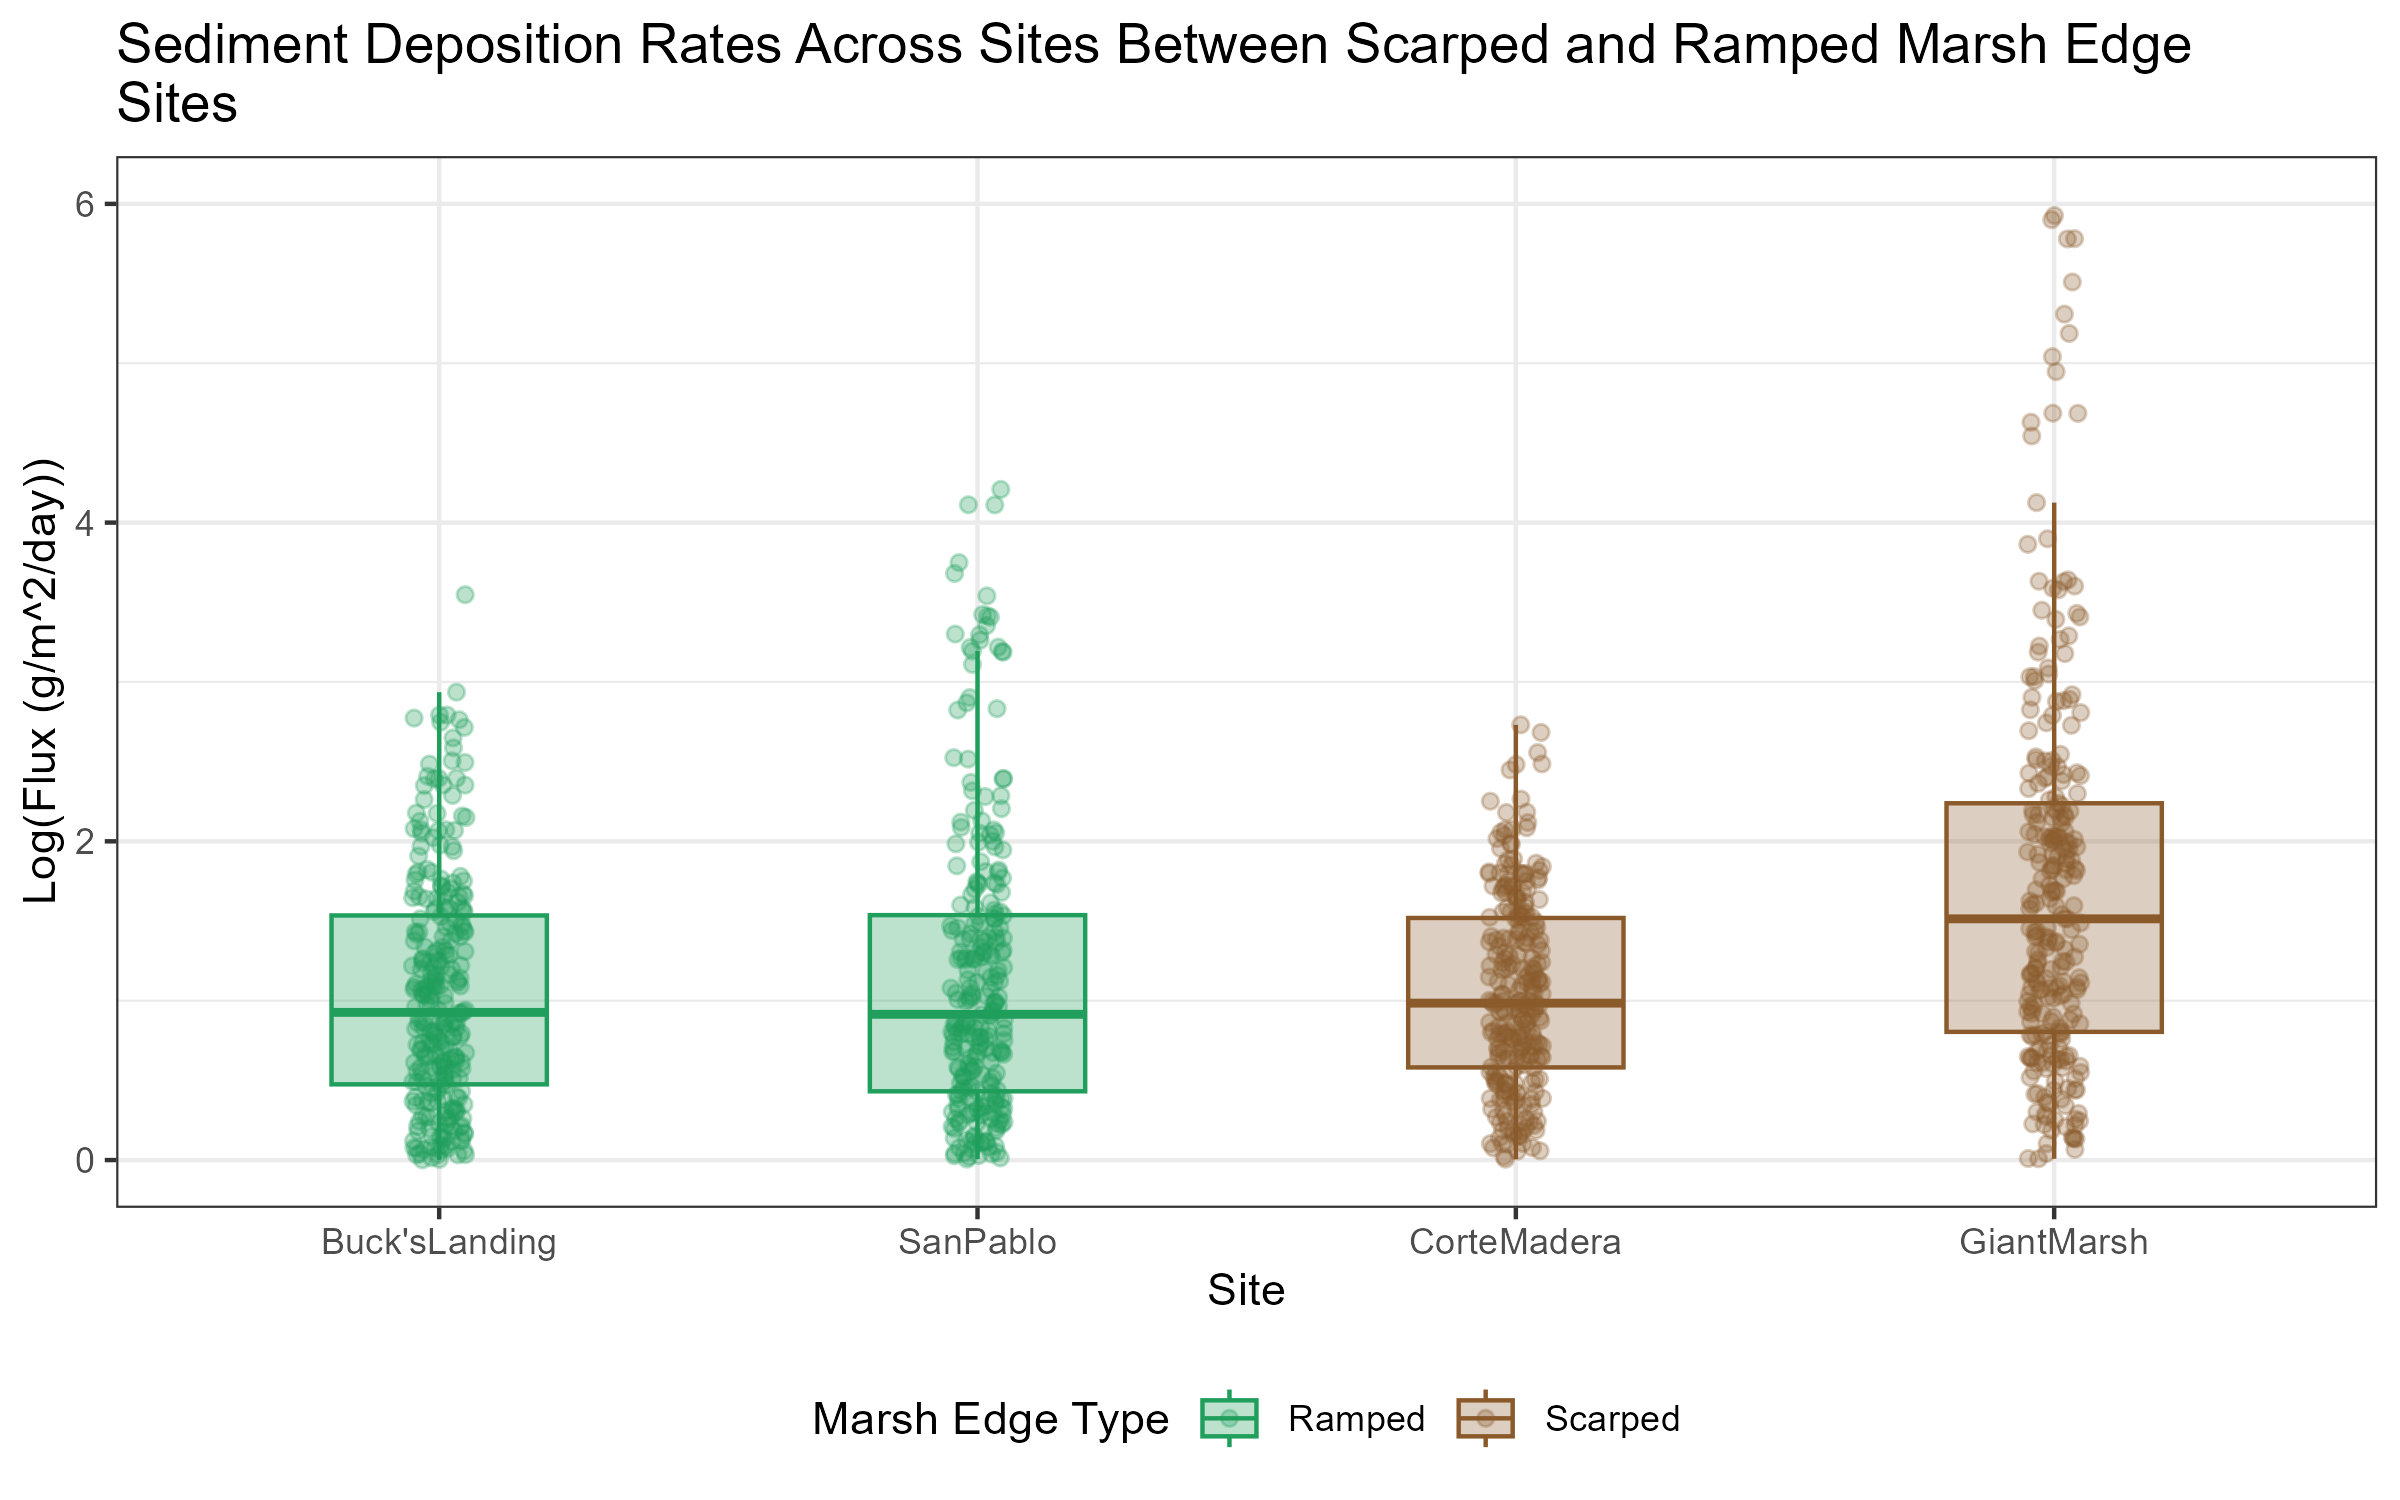 Sediment Deposition Rates Across Sites Between Scarped and Ramped Marsh Edge
Sites
Log(Flux (g/m^2/day))
6
4
2
0
Buck'sLanding
SanPablo
CorteMadera
GiantMarsh
Site
Marsh Edge Type
Ramped
Scarped